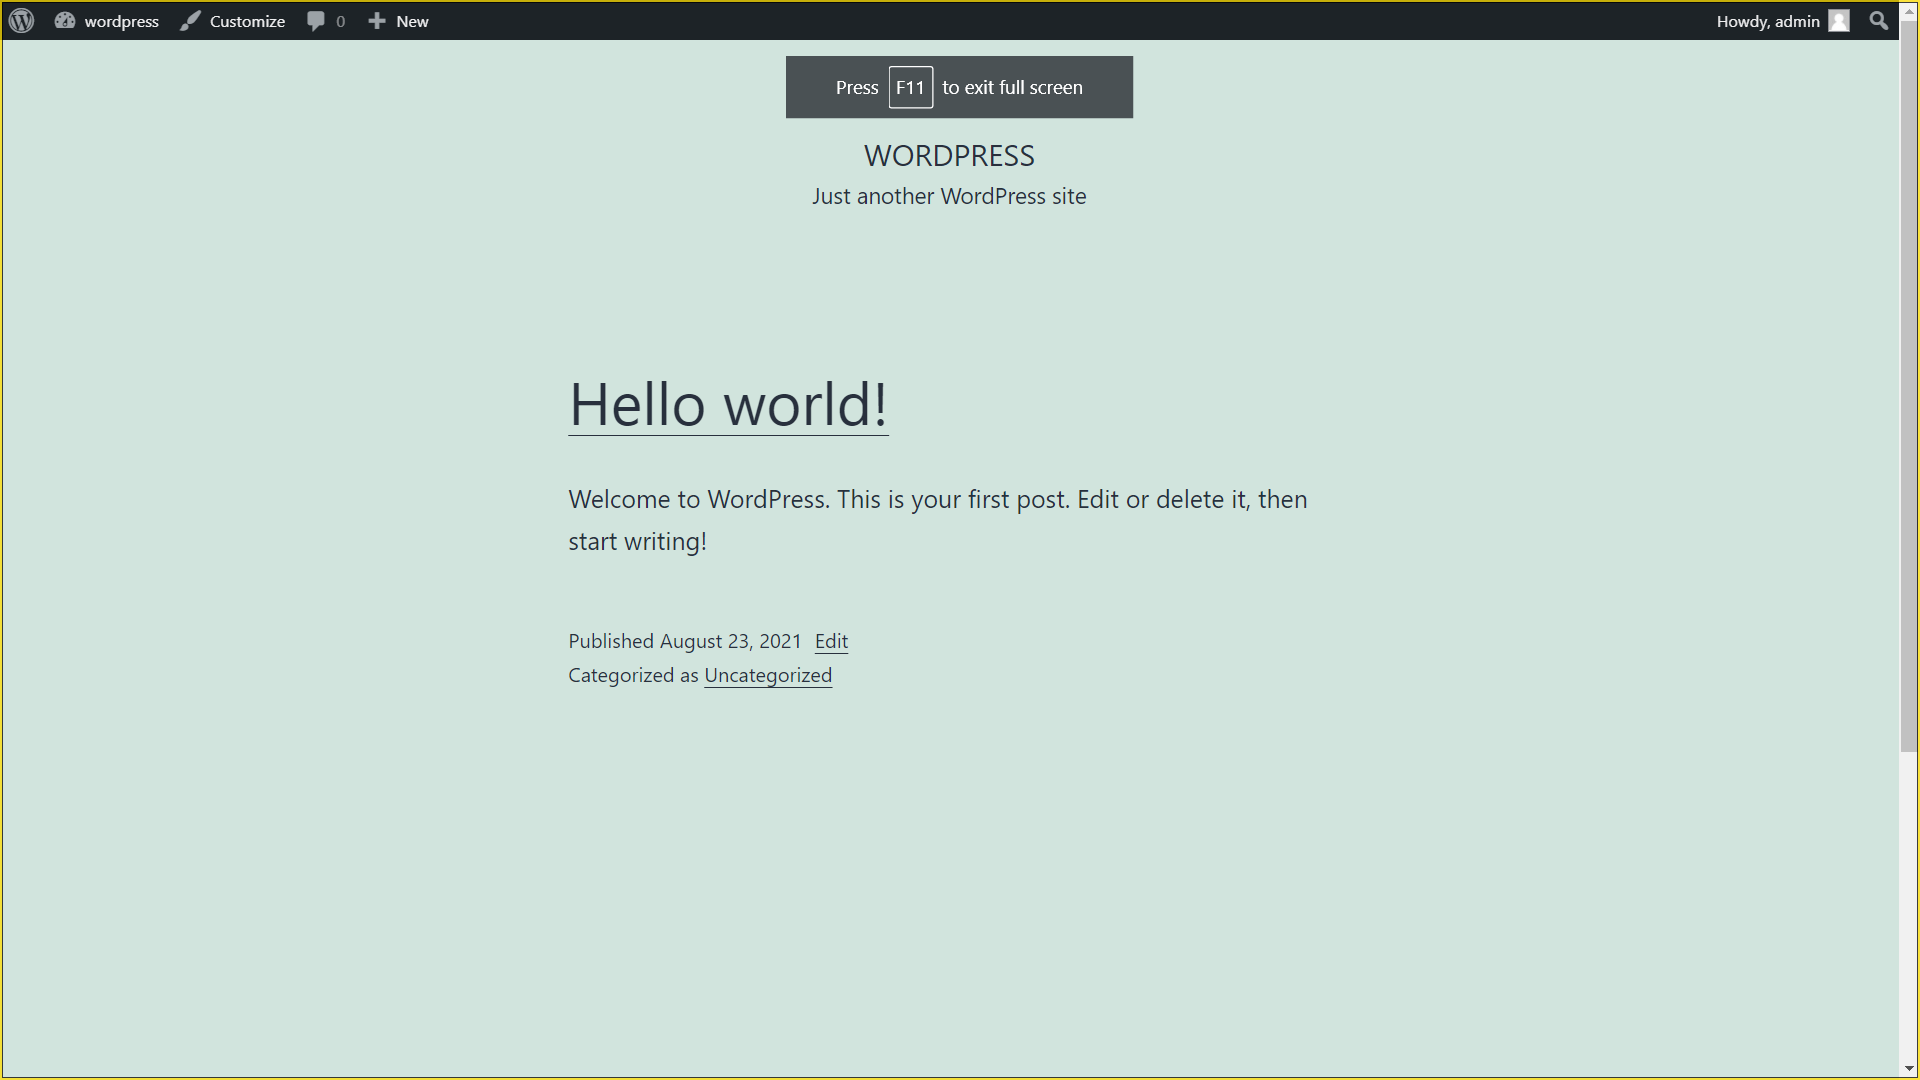 wordpress Customize 0 New Howdy, admin
Press F11 to exit full screen
WORDPRESS
Just another WordPress site
Hello world!
Welcome to WordPress. This is your first post. Edit or delete it, then
start writing!
Published August 23, 2021 Edit
Categorized as Uncategorized